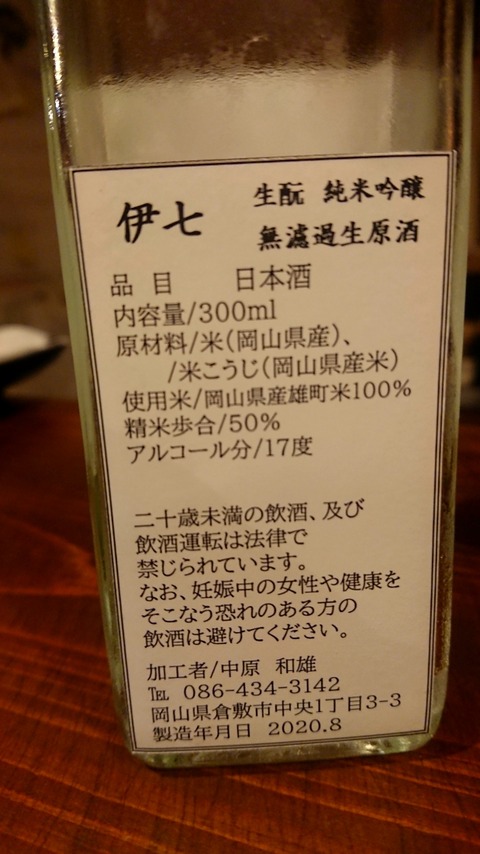 伊七
生酛 純米吟醸
無濾過生原酒
品 目 日本酒
内容量/300ml
原材料/米(岡山県産)、
/米こうじ(岡山県産米)
使用米/岡山県産雄町米100%
精米歩合/50%
アルコール分/17度
二十歳未満の飲酒、及び
飲酒運転は法律で
禁じられています。
なお、妊娠中の女性や健康を
そこなう恐れのある方の
飲酒は避けてください。
加工者/中原 和雄
℡ 086-434-3142
岡山県倉敷市中央1丁目3-3
製造年月日 2020.8